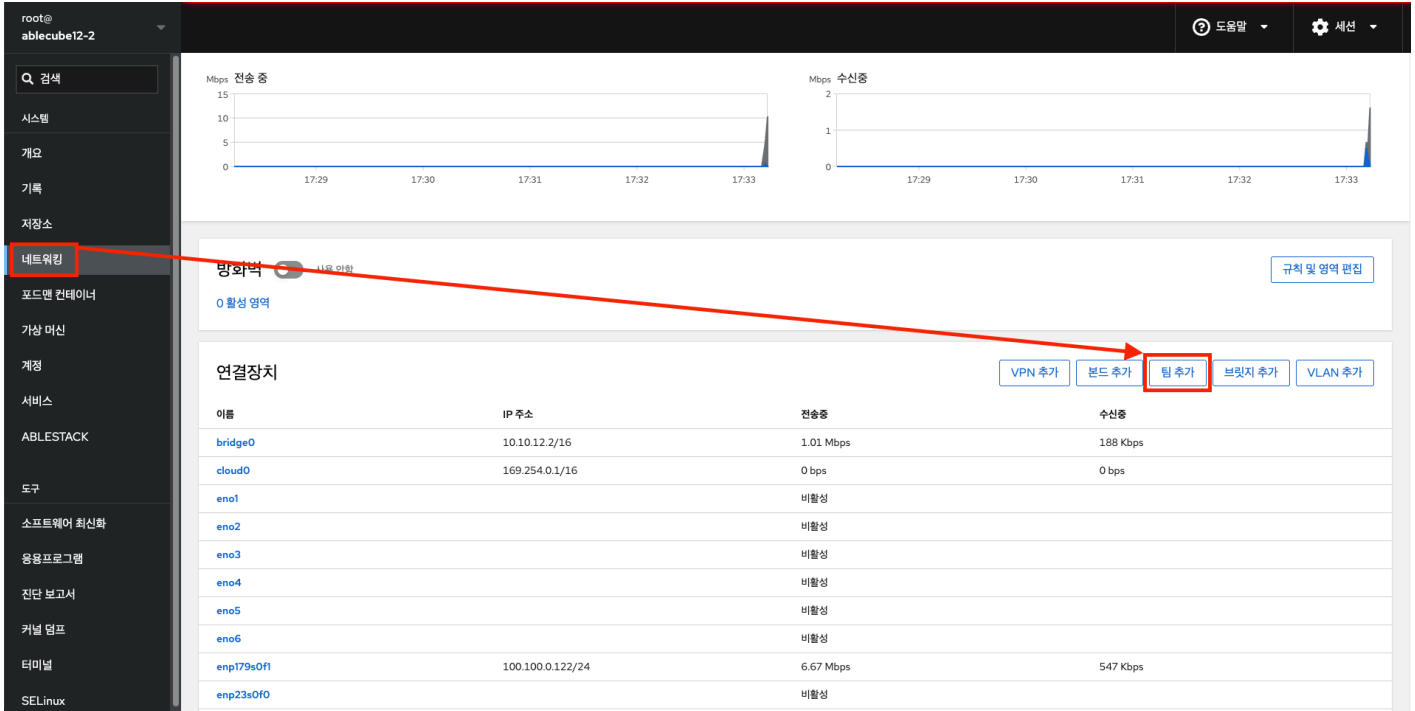 root@
ablecube12-2
도움말
세션
검색
시스템
개요
기록
저장소
네트워킹
포드맨 컨테이너
가상 머신
계정
서비스
ABLESTACK
도구
소프트웨어 최신화
응용프로그램
진단 보고서
커널 덤프
터미널
SELinux
Mbps 전송 중
15
10
5
0
17:29 17:30 17:31 17:32 17:33
Mbps 수신중
2
1
0
17:29 17:30 17:31 17:32 17:33
방화벽 사용 안함
규칙 및 영역 편집
0 활성 영역
연결장치
VPN 추가 본드 추가 팀 추가 브릿지 추가 VLAN 추가
이름 IP 주소 전송중 수신중
bridge0 10.10.12.2/16 1.01 Mbps 188 Kbps
cloud0 169.254.0.1/16 0 bps 0 bps
eno1 비활성
eno2 비활성
eno3 비활성
eno4 비활성
eno5 비활성
eno6 비활성
enp179s0f1 100.100.0.122/24 6.67 Mbps 547 Kbps
enp23s0f0 비활성